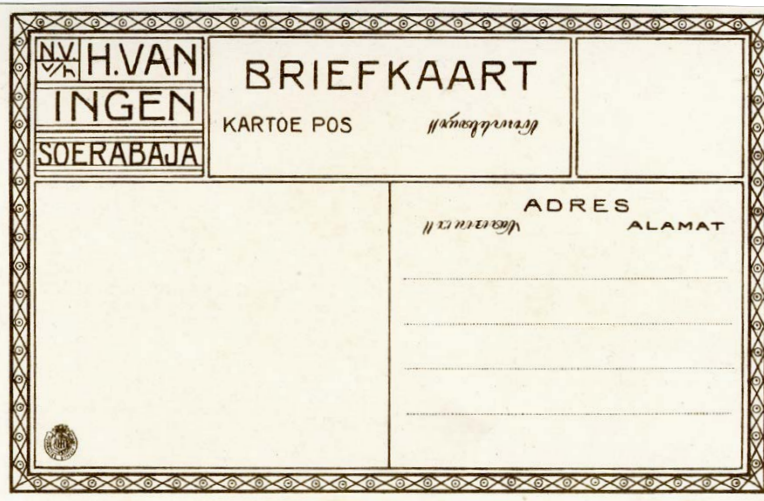 N.V. v/h H. VAN
INGEN
SOERABAJA
BRIEFKAART
KARTOE POS
ADRES
ALAMAT